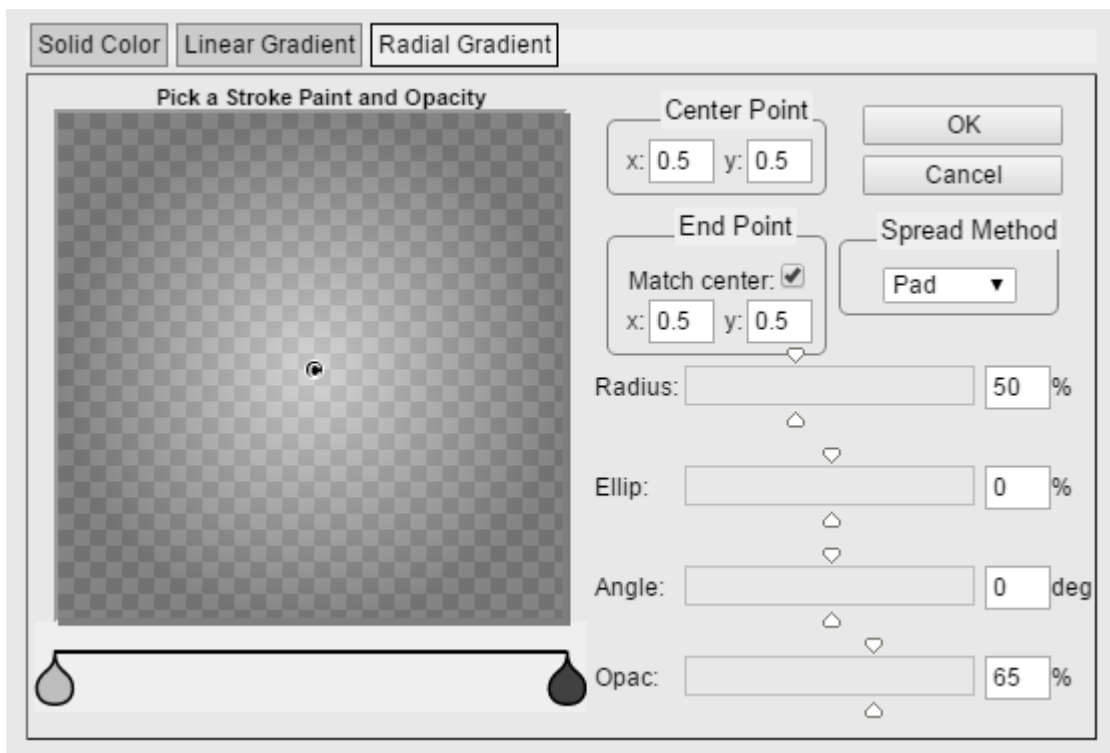 Solid Color Linear Gradient Radial Gradient
Pick a Stroke Paint and Opacity
Center Point
x: 0.5 y: 0.5
OK
Cancel
End Point
Match center:
x: 0.5 y: 0.5
Spread Method
Pad
C
Radius: 50 %
Ellip: 0 %
Angle: 0 deg
Opac: 65 %